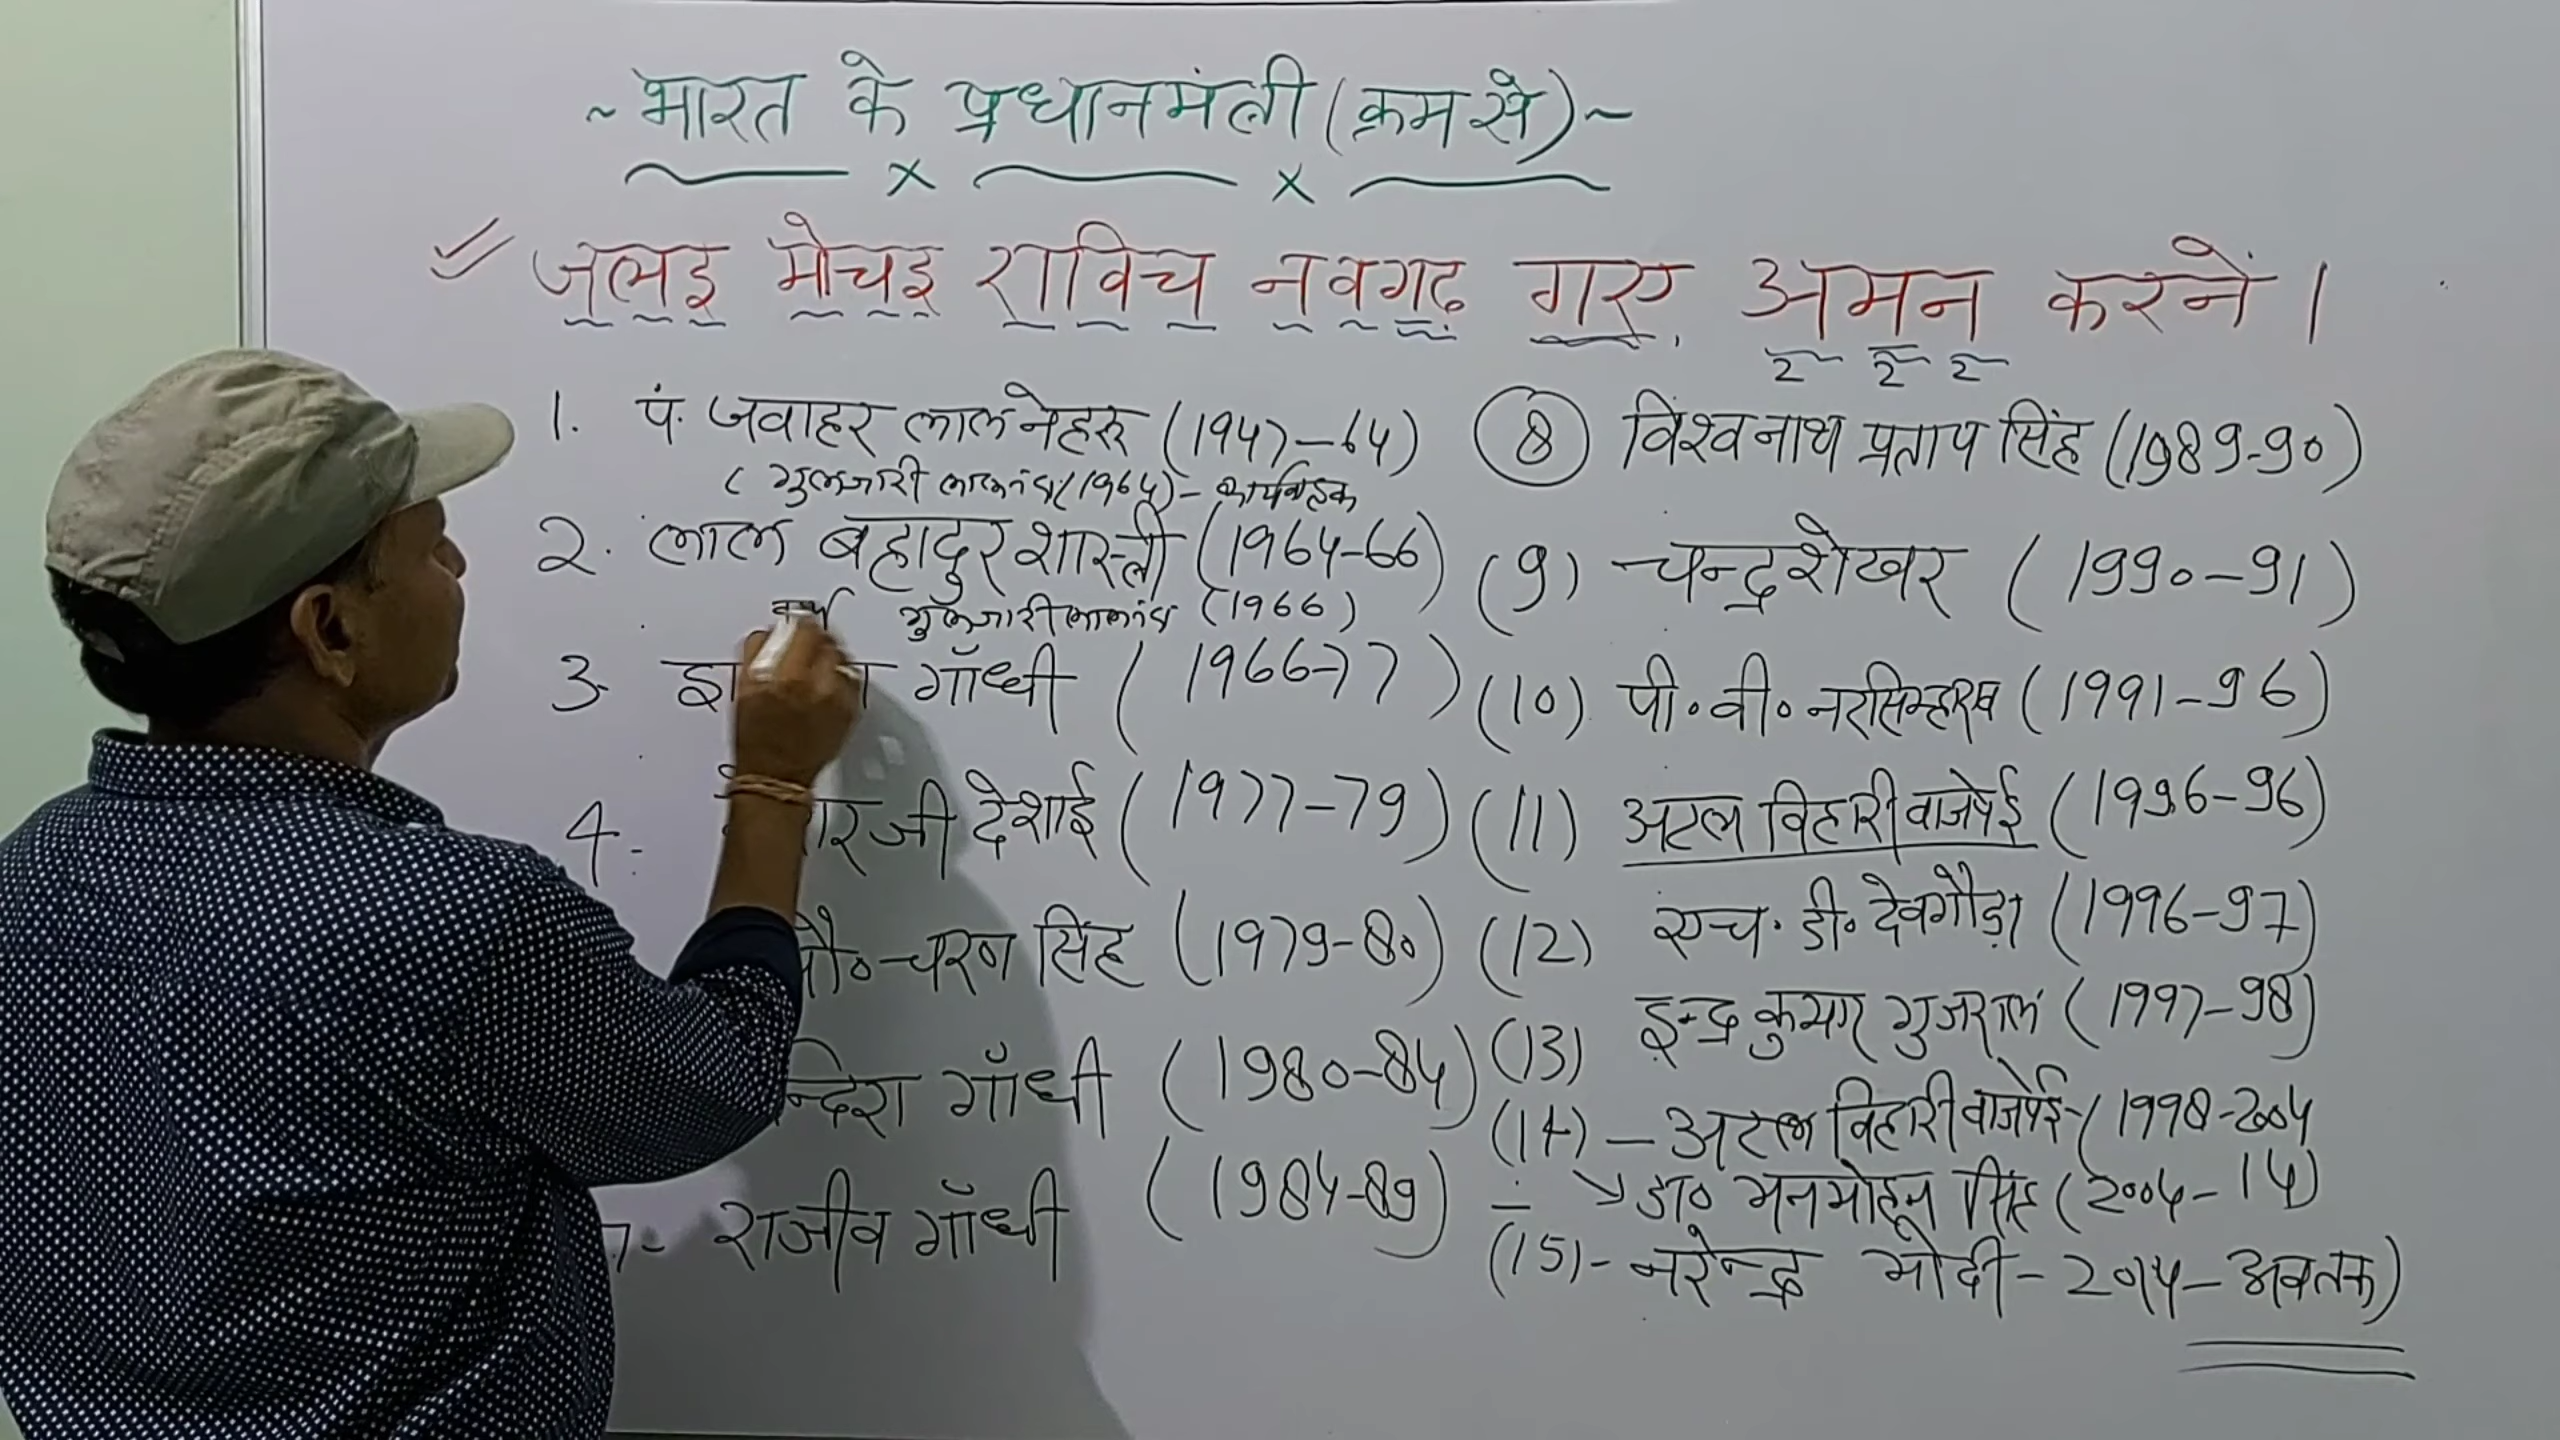 ~ भारत के प्रधानमंत्री (क्रम से) ~
जलइ मोचइ राविच नवगढ़ अमन करनें ।
1. पं. जवाहर लाल नेहरू (1947-64)
( गुलजारी लाल नंदा (1964) - कार्यवाहक
2. लाल बहादुर शास्त्री (1964-66)
कार्य गुलजारी लाल नंदा (1966)
3- गाँधी (1966-77)
4- देशाई (1977-79)
चरण सिंह (1979-80)
गाँधी (1980-84)
7- राजीव गाँधी (1984-89)
(8) विश्वनाथ प्रताप सिंह (1989-90)
(9) चन्द्रशेखर (1990-91)
(10) पी॰ वी॰ नरसिम्हाराव (1991-96)
(11) अटल विहारी वाजपेई (1996-96)
(12) एच. डी॰ देवगौड़ा (1996-97)
(13) इन्द्र कुमार गुजराल (1997-98)
(14) - अटल विहारी वाजपेई - (1998-2004
→ डा॰ मनमोहन सिंह (2004-14)
(15) - नरेन्द्र मोदी - 2014 - अबतक)